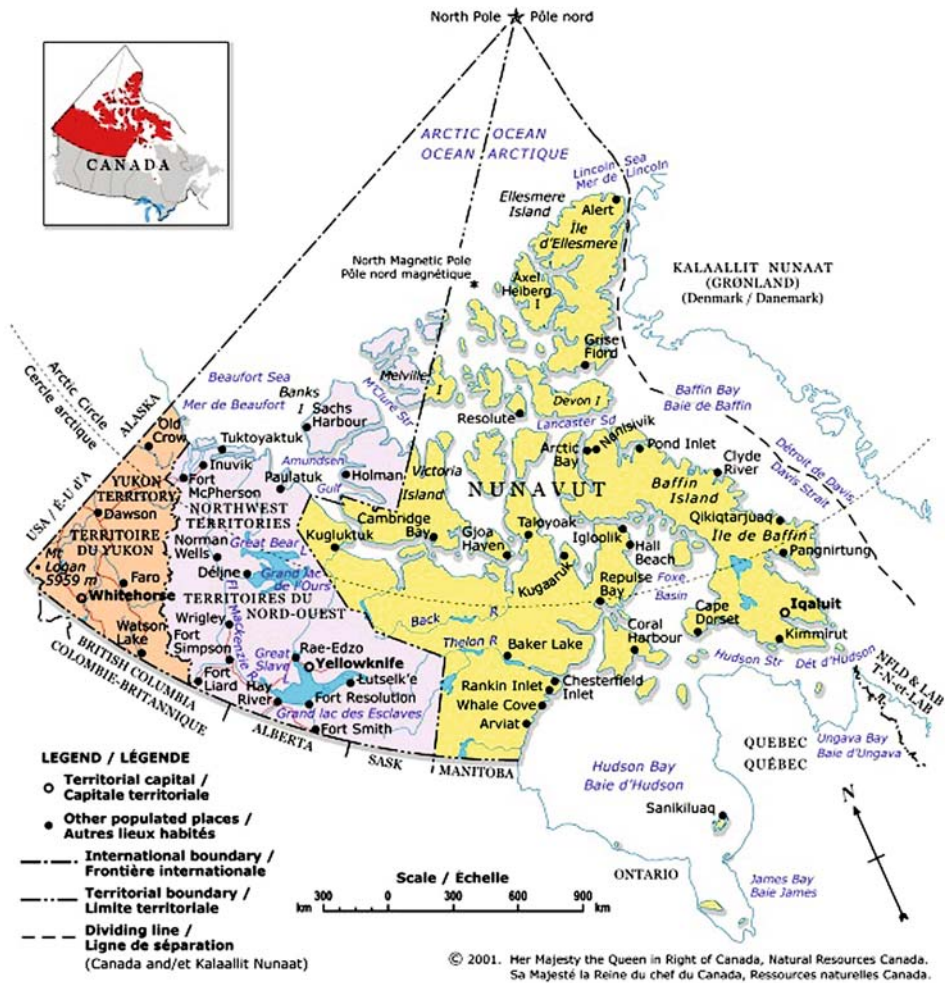 North Pole ★ Pôle nord
CANADA
ARCTIC OCEAN
OCEAN ARCTIQUE
Lincoln Sea
Mer de Lincoln
Ellesmere
Island
Alert
Île
d'Ellesmere
North Magnetic Pole
Pôle nord magnétique
Axel
Heiberg
I
KALAALLIT NUNAAT
(GRØNLAND)
(Denmark / Danemark)
Grise
Fiord
Arctic Circle
Cercle arctique
Beaufort Sea
Mer de Beaufort
Banks
I
Sachs
Harbour
Melville
I
M'Clure Str
Devon I
Resolute
Lancaster Sd
Baffin Bay
Baie de Baffin
ALASKA
USA / É-U d'A
Old
Crow
Tuktoyaktuk
Inuvik
Fort
McPherson
Amundsen
Gulf
Paulatuk
Holman
Victoria
Island
Arctic
Bay
Nanisivik
Pond Inlet
Clyde
River
Détroit de Davis
Davis Strait
NUNAVUT
Baffin
Island
Île de Baffin
YUKON
TERRITORY
Dawson
TERRITOIRE
DU YUKON
Mt
Logan
5959 m
Faro
Whitehorse
Watson
Lake
NORTHWEST
TERRITORIES
Norman
Wells
Great Bear L
Déline
Grand lac
de l'Ours
TERRITOIRES DU
NORD-OUEST
Kugluktuk
Cambridge
Bay
Gjoa
Haven
Taloyoak
Kugaaruk
Igloolik
Hall
Beach
Repulse
Bay
Foxe
Basin
Qikiqtarjuaq
Pangnirtung
Iqaluit
Kimmirut
Cape
Dorset
Coral
Harbour
Back R
Thelon R
Baker Lake
Wrigley
Fort
Simpson
Fl Mackenzie R
Fort
Liard
Hay
River
Rae-Edzo
Yellowknife
Great
Slave
L
Lutselk'e
Fort Resolution
Grand lac des Esclaves
Fort Smith
Rankin Inlet
Chesterfield
Inlet
Whale Cove
Arviat
Hudson Str
Dét d'Hudson
NFLD & LAB
T-N-et-LAB
Ungava Bay
Baie d'Ungava
QUEBEC
QUÉBEC
BRITISH COLUMBIA
COLOMBIE-BRITANNIQUE
ALBERTA
SASK
MANITOBA
Hudson Bay
Baie d'Hudson
Sanikiluaq
ONTARIO
James Bay
Baie James
N
LEGEND / LÉGENDE
Territorial capital /
Capitale territoriale
Other populated places /
Autres lieux habités
International boundary /
Frontière internationale
Territorial boundary /
Limite territoriale
Dividing line /
Ligne de séparation
(Canada and/et Kalaallit Nunaat)
Scale / Échelle
300 0 300 600 900
km km
© 2001. Her Majesty the Queen in Right of Canada, Natural Resources Canada.
Sa Majesté la Reine du chef du Canada, Ressources naturelles Canada.